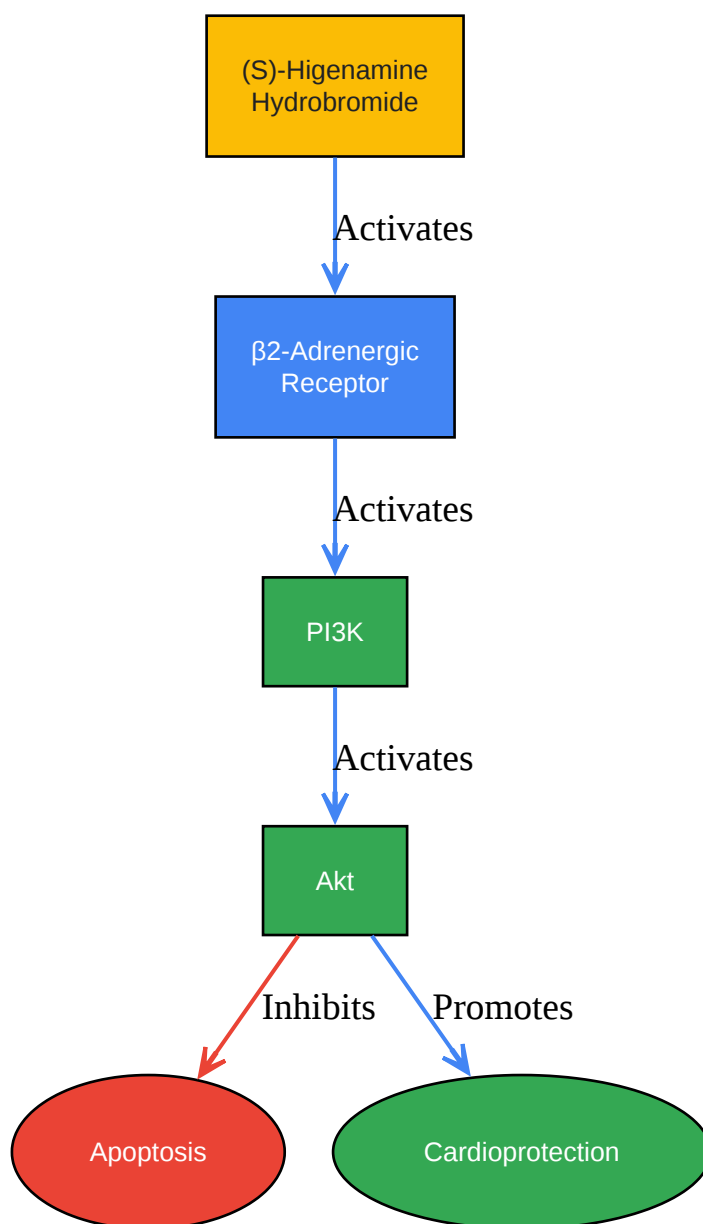 (S)-Higenamine
Hydrobromide
Activates
β2-Adrenergic
Receptor
Activates
PI3K
Activates
Akt
Inhibits
Promotes
Apoptosis
Cardioprotection